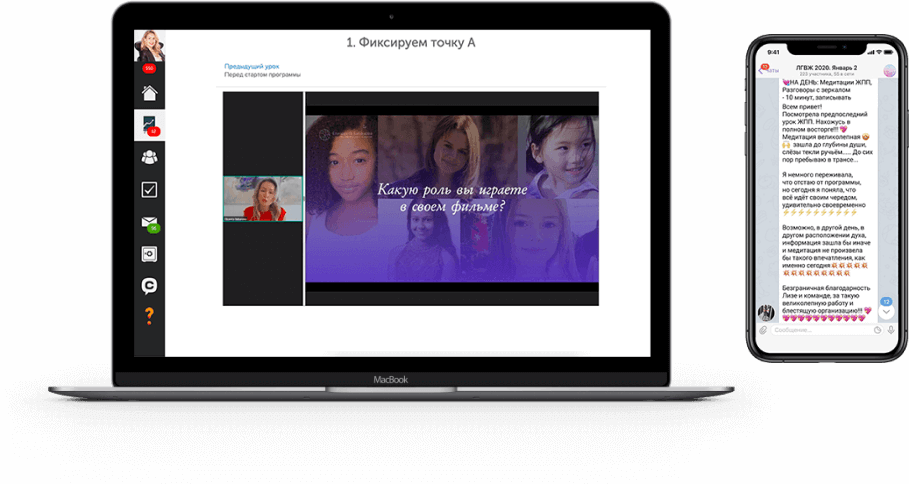 1. Фиксируем точку А
Предыдущий урок
Перед стартом программы
Какую роль вы играете
в своем фильме?
MacBook
9:41
ЛГВЖ 2020. Январь 2
НА ДЕНЬ: Медитации ЖПП,
Разговоры с зеркалом
- 10 минут, записывать
Всем привет!
Посмотрела предпоследний
урок ЖПП. Нахожусь в
полном восторге!!! 💖
Медитация великолепная
🙌 зашла до глубины души,
слёзы текли ручьём..... До сих
пор пребываю в трансе...
Я немного переживала,
что отстаю от программы,
но сегодня я поняла, что
всё идёт своим чередом,
удивительно своевременно
⚡⚡⚡⚡⚡⚡⚡⚡⚡⚡
Возможно, в другой день, в
другом расположении духа,
информация зашла бы иначе
и медитация не произвела
бы такого впечатления, как
именно сегодня 💥💥💥💥💥
💥💥💥💥💥💥💥
Безграничная благодарность
Лизе и команде, за такую
великолепную работу и
блестящую организацию!!! 💖
💖💖💖💖💖💖💖💖💖💖
12
Сообщение...